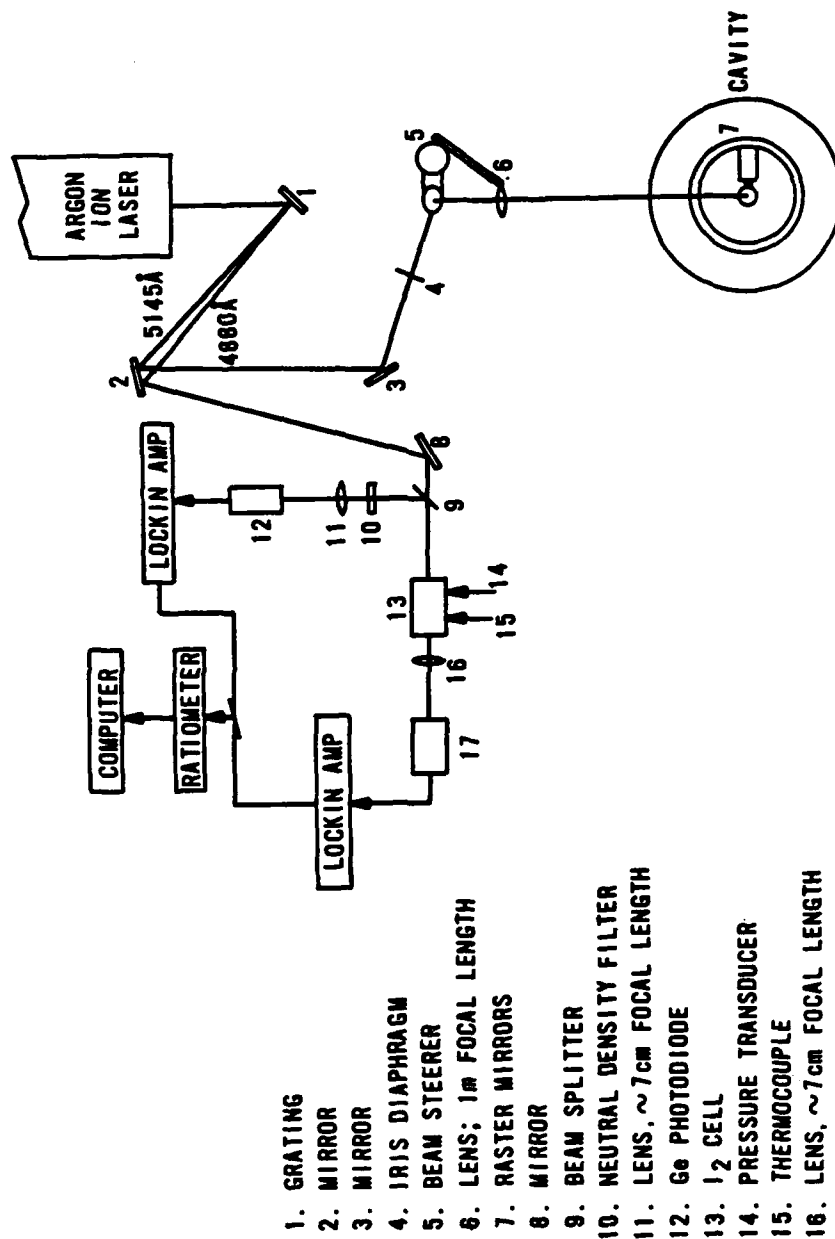 ARGON
ION
LASER
5145Å
4880Å
1
2
3
4
5
6
7
CAVITY
8
9
10
11
12
13
14
15
16
17
LOCKIN AMP
LOCKIN AMP
RATIOMETER
COMPUTER
1. GRATING
2. MIRROR
3. MIRROR
4. IRIS DIAPHRAGM
5. BEAM STEERER
6. LENS; 1m FOCAL LENGTH
7. RASTER MIRRORS
8. MIRROR
9. BEAM SPLITTER
10. NEUTRAL DENSITY FILTER
11. LENS, ~7cm FOCAL LENGTH
12. Ge PHOTODIODE
13. I2 CELL
14. PRESSURE TRANSDUCER
15. THERMOCOUPLE
16. LENS, ~7cm FOCAL LENGTH